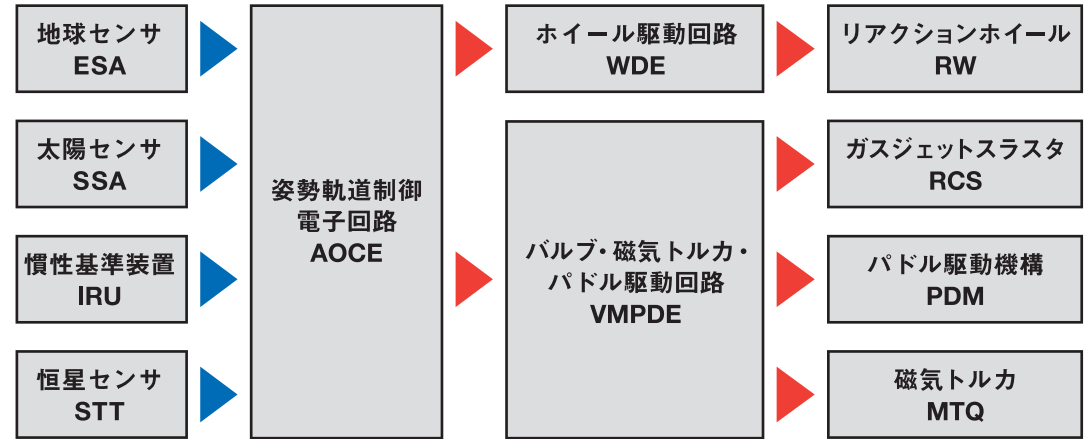 地球センサ
ESA
太陽センサ
SSA
慣性基準装置
IRU
恒星センサ
STT
姿勢軌道制御
電子回路
AOCE
ホイール駆動回路
WDE
バルブ・磁気トルカ・
パドル駆動回路
VMPDE
リアクションホイール
RW
ガスジェットスラスタ
RCS
パドル駆動機構
PDM
磁気トルカ
MTQ